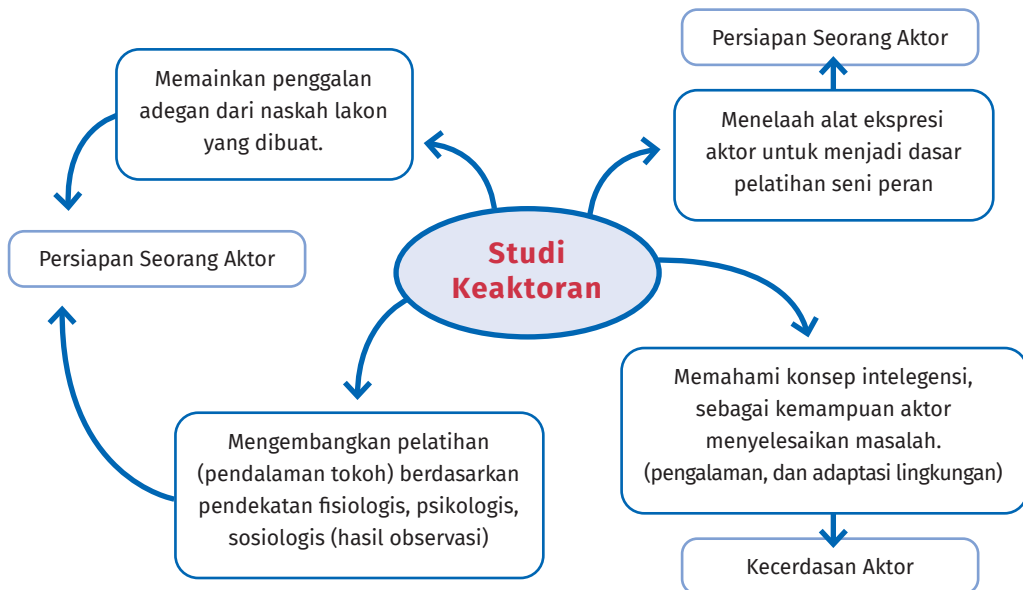 Persiapan Seorang Aktor
Memainkan penggalan
adegan dari naskah lakon
yang dibuat.
Menelaah alat ekspresi
aktor untuk menjadi dasar
pelatihan seni peran
Studi
Keaktoran
Persiapan Seorang Aktor
Memahami konsep intelegensi,
sebagai kemampuan aktor
menyelesaikan masalah.
(pengalaman, dan adaptasi lingkungan)
Mengembangkan pelatihan
(pendalaman tokoh) berdasarkan
pendekatan fisiologis, psikologis,
sosiologis (hasil observasi)
Kecerdasan Aktor